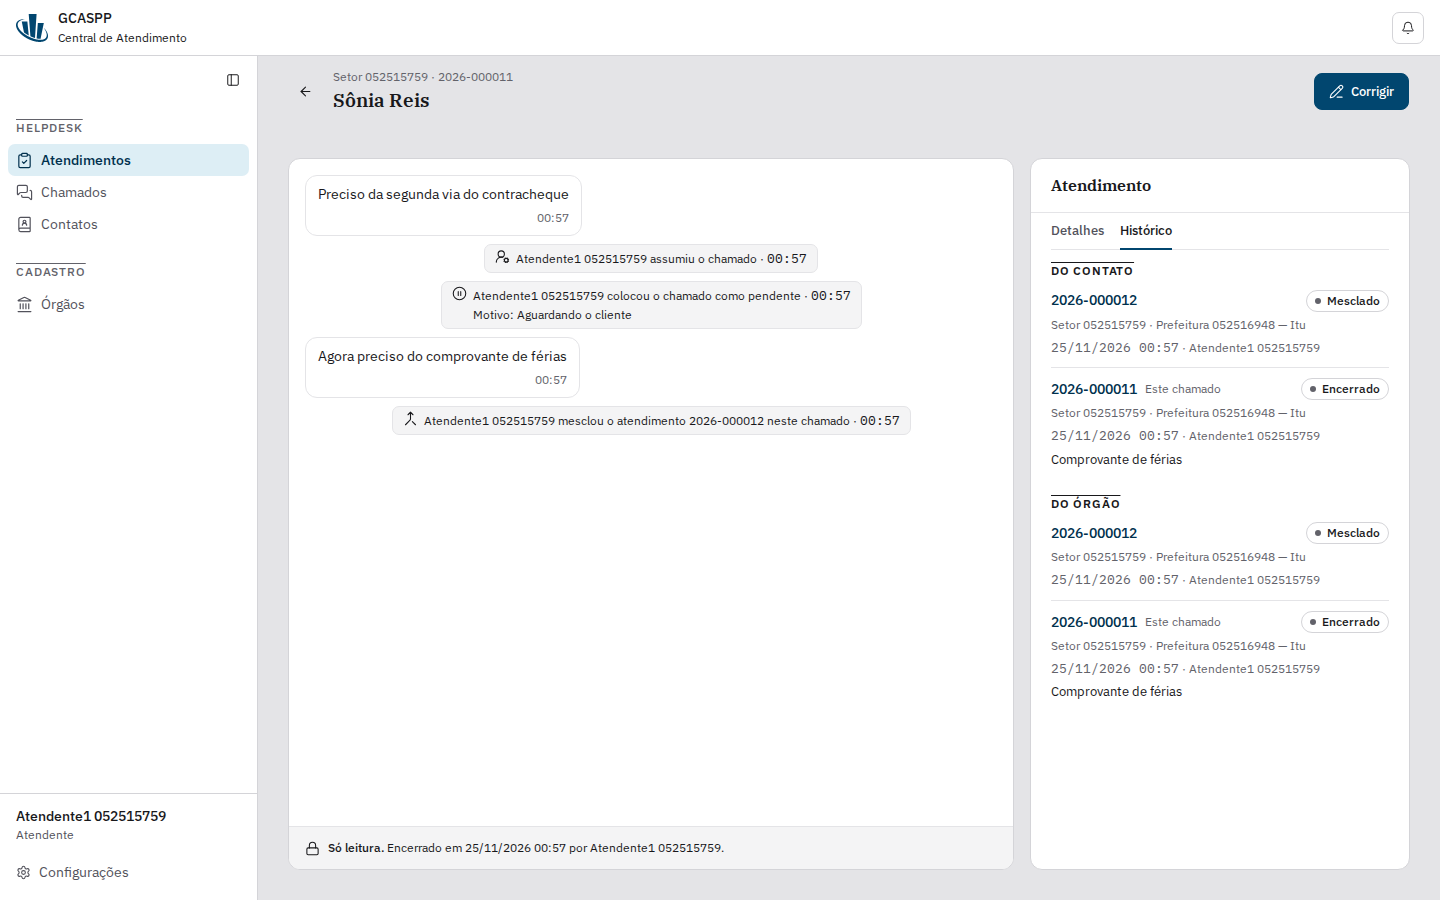 GCASPP
Central de Atendimento
HELPDESK
Atendimentos
Chamados
Contatos
CADASTRO
Órgãos
Atendente1 052515759
Atendente
Configurações
Setor 052515759 · 2026-000011
Sônia Reis
Corrigir
Preciso da segunda via do contracheque
00:57
Atendente1 052515759 assumiu o chamado · 00:57
Atendente1 052515759 colocou o chamado como pendente · 00:57
Motivo: Aguardando o cliente
Agora preciso do comprovante de férias
00:57
Atendente1 052515759 mesclou o atendimento 2026-000012 neste chamado · 00:57
Só leitura. Encerrado em 25/11/2026 00:57 por Atendente1 052515759.
Atendimento
Detalhes Histórico
DO CONTATO
2026-000012 Mesclado
Setor 052515759 · Prefeitura 052516948 — Itu
25/11/2026 00:57 · Atendente1 052515759
2026-000011 Este chamado Encerrado
Setor 052515759 · Prefeitura 052516948 — Itu
25/11/2026 00:57 · Atendente1 052515759
Comprovante de férias
DO ÓRGÃO
2026-000012 Mesclado
Setor 052515759 · Prefeitura 052516948 — Itu
25/11/2026 00:57 · Atendente1 052515759
2026-000011 Este chamado Encerrado
Setor 052515759 · Prefeitura 052516948 — Itu
25/11/2026 00:57 · Atendente1 052515759
Comprovante de férias